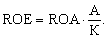 ROE = ROA · A/K.